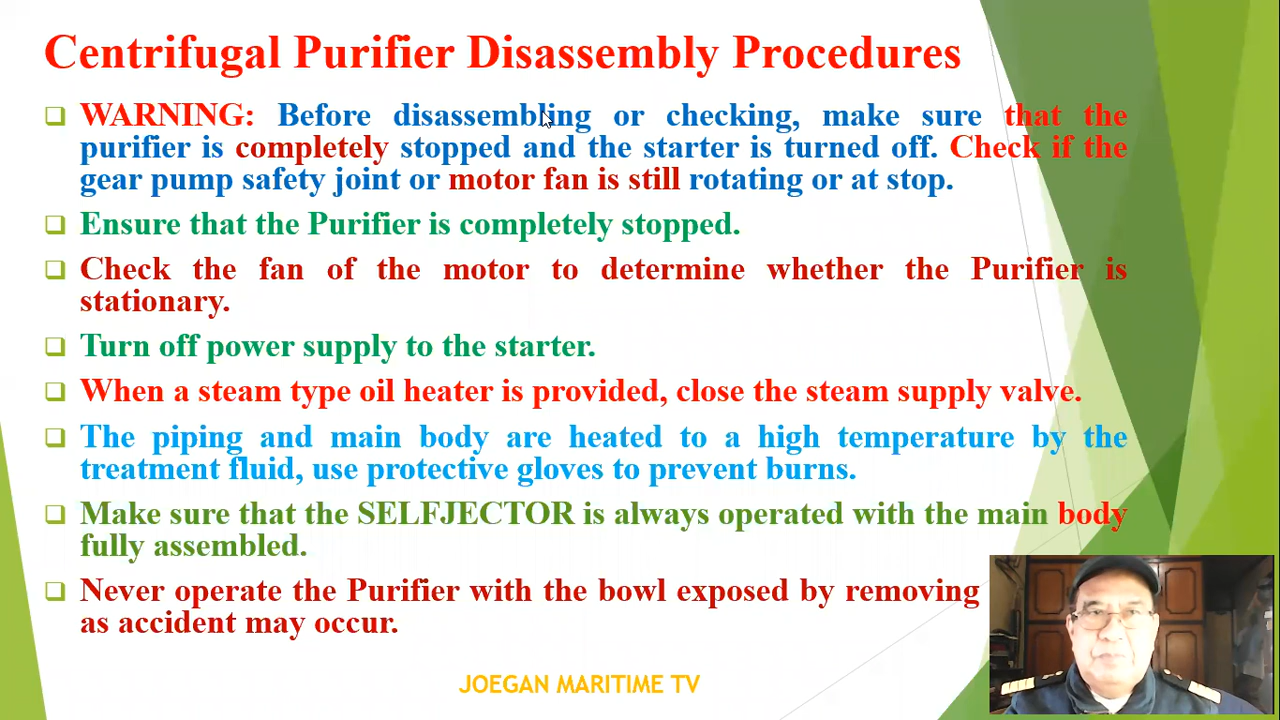 Centrifugal Purifier Disassembly Procedures
WARNING: Before disassembling or checking, make sure that the
purifier is completely stopped and the starter is turned off. Check if the
gear pump safety joint or motor fan is still rotating or at stop.
Ensure that the Purifier is completely stopped.
Check the fan of the motor to determine whether the Purifier is
stationary.
Turn off power supply to the starter.
When a steam type oil heater is provided, close the steam supply valve.
The piping and main body are heated to a high temperature by the
treatment fluid, use protective gloves to prevent burns.
Make sure that the SELFJECTOR is always operated with the main body
fully assembled.
Never operate the Purifier with the bowl exposed by removing
as accident may occur.
JOEGAN MARITIME TV